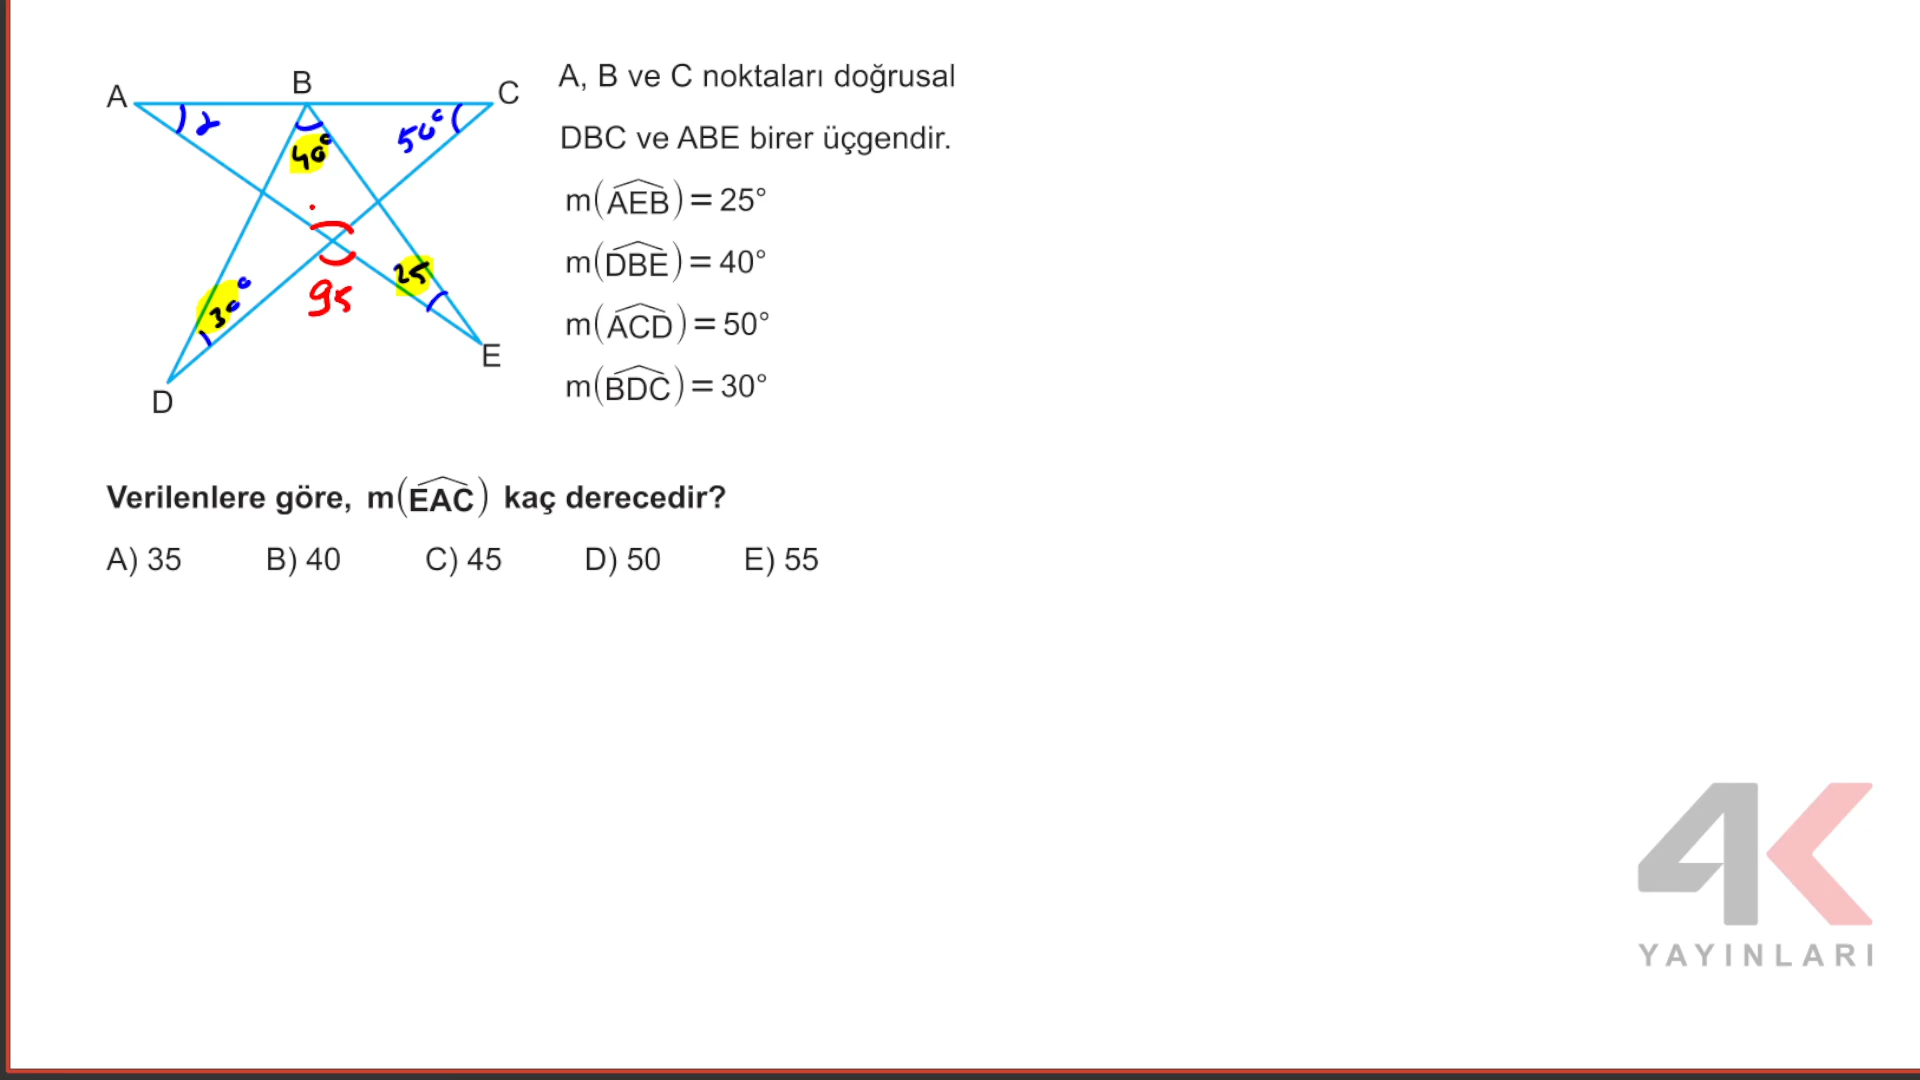 A
B
C
2
40°
50°
30°
95
25
D
E
A, B ve C noktaları doğrusal
DBC ve ABE birer üçgendir.
m(AEB) = 25°
m(DBE) = 40°
m(ACD) = 50°
m(BDC) = 30°
Verilenlere göre, m(EAC) kaç derecedir?
A) 35 B) 40 C) 45 D) 50 E) 55
4K
YAYINLARI